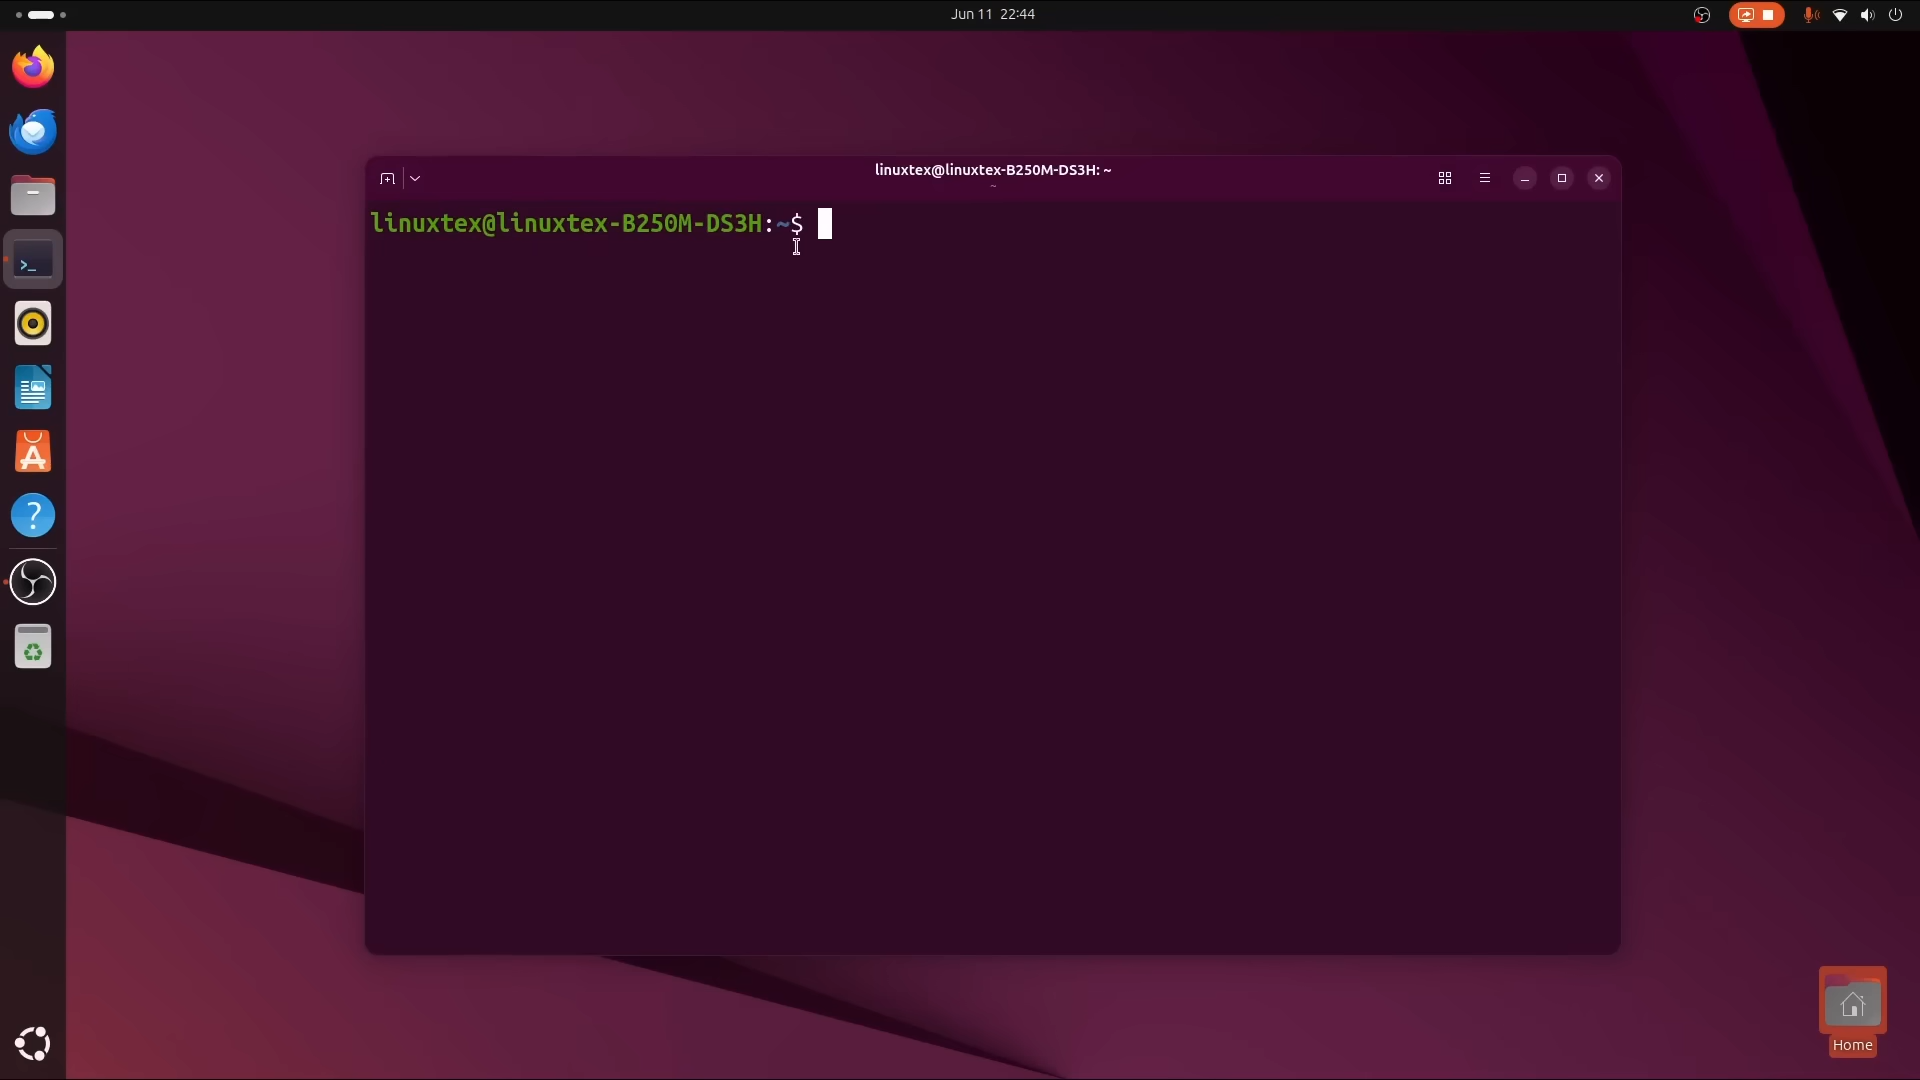 Jun 11 22:44
linuxtex@linuxtex-B250M-DS3H: ~
~
linuxtex@linuxtex-B250M-DS3H:~$
Home